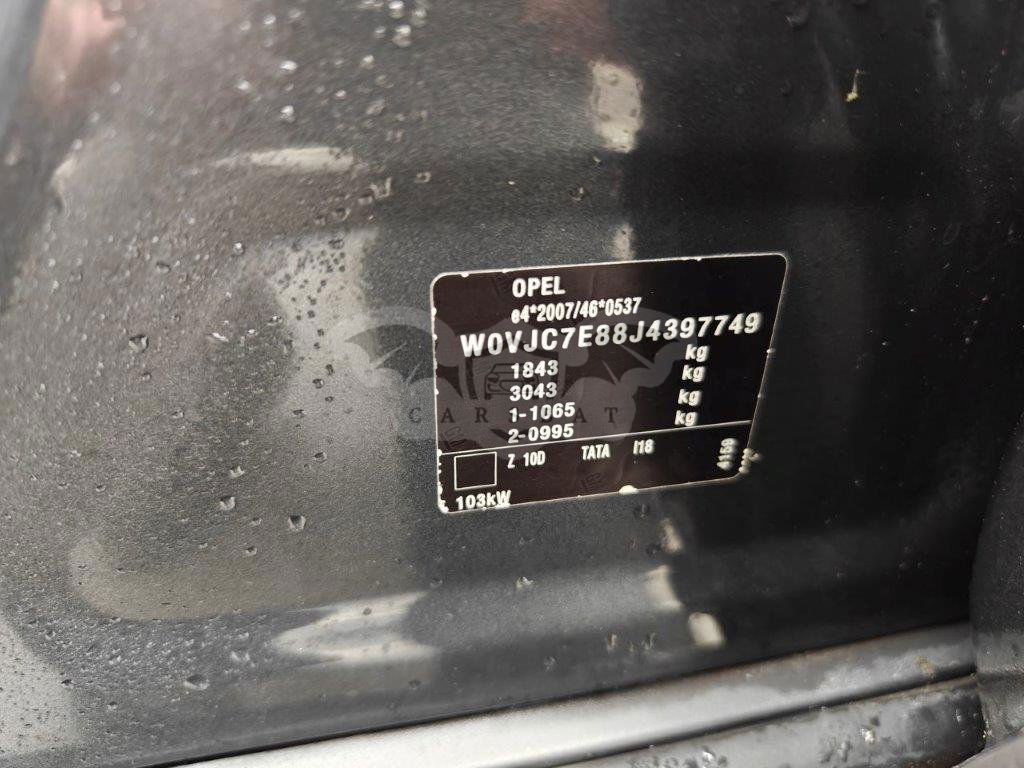 OPEL
e4*2007/46*0537
W0VJC7E88J4397749
1843 kg
3043 kg
1-1065 kg
2-0995 kg
Z 10D TATA I18 4169
103kW